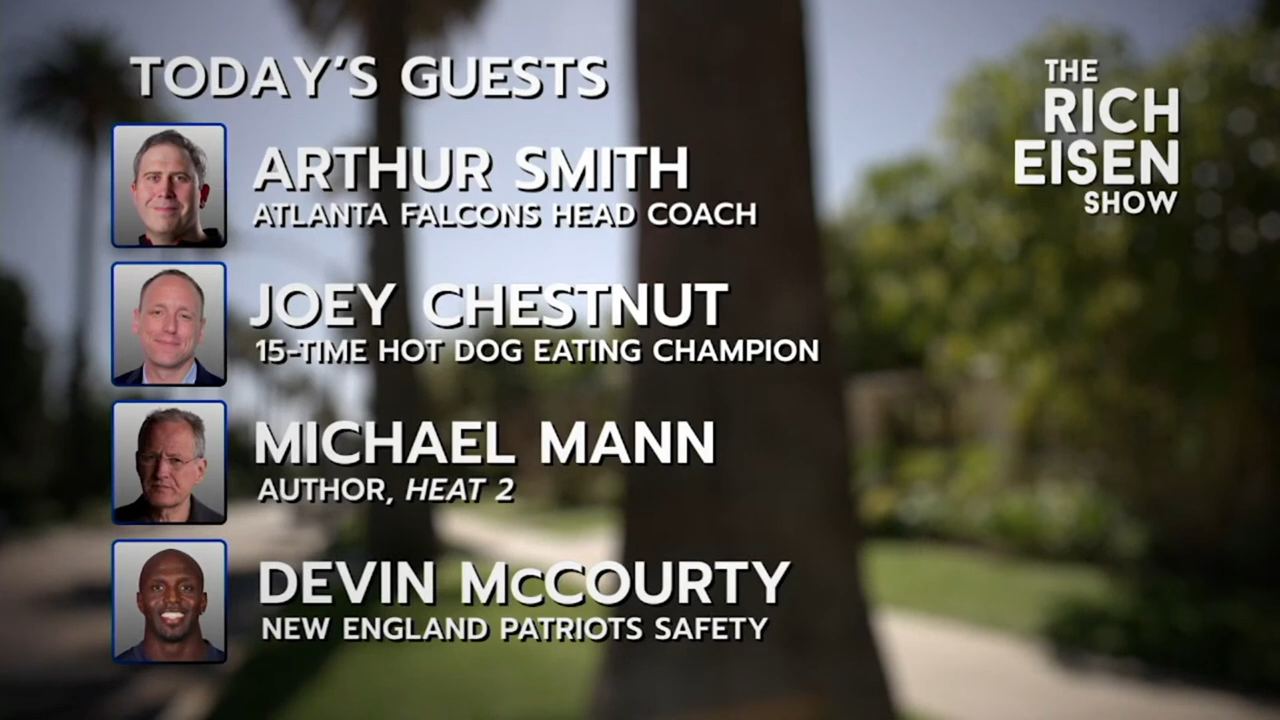 TODAY'S GUESTS
THE
RICH
EISEN
SHOW
ARTHUR SMITH
ATLANTA FALCONS HEAD COACH
JOEY CHESTNUT
15-TIME HOT DOG EATING CHAMPION
MICHAEL MANN
AUTHOR, HEAT 2
DEVIN McCOURTY
NEW ENGLAND PATRIOTS SAFETY